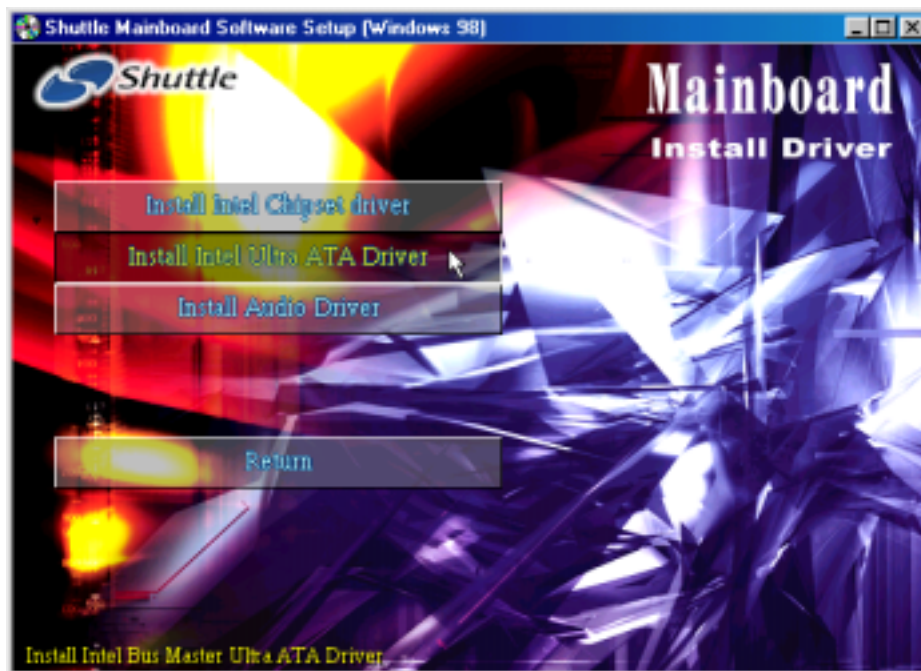 Shuttle Mainboard Software Setup (Windows 98)
Shuttle
Mainboard
Install Driver
Install Intel Chipset driver
Install Intel Ultra ATA Driver
Install Audio Driver
Return
Install Intel Bus Master Ultra ATA Driver